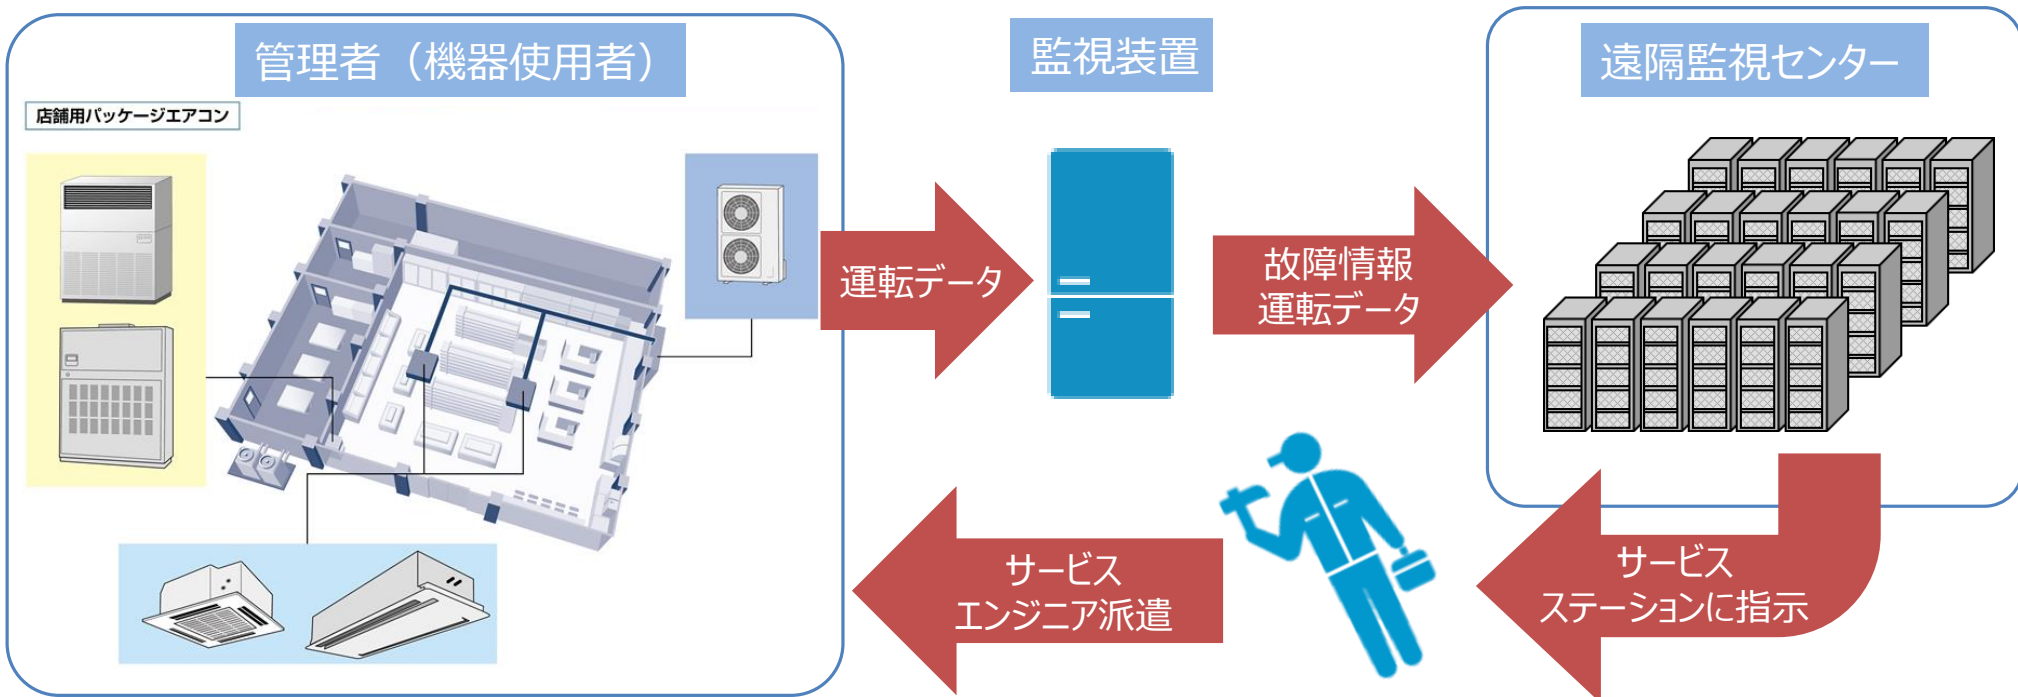 管理者（機器使用者）
監視装置
遠隔監視センター
店舗用パッケージエアコン
運転データ
故障情報
運転データ
サービス
エンジニア派遣
サービス
ステーションに指示